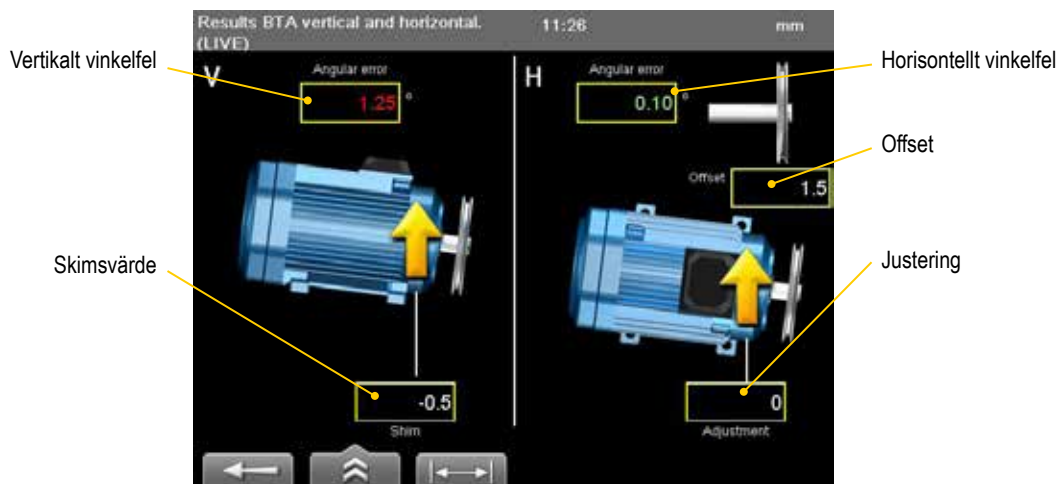 Results BTA vertical and horizontal. 11:26 mm
(LIVE)
Vertikalt vinkelfel
Horisontellt vinkelfel
V
Angular error
1.25 °
H
Angular error
0.10 °
Offset
Offset
1.5
Skimsvärde
Justering
-0.5
Shim
0
Adjustment